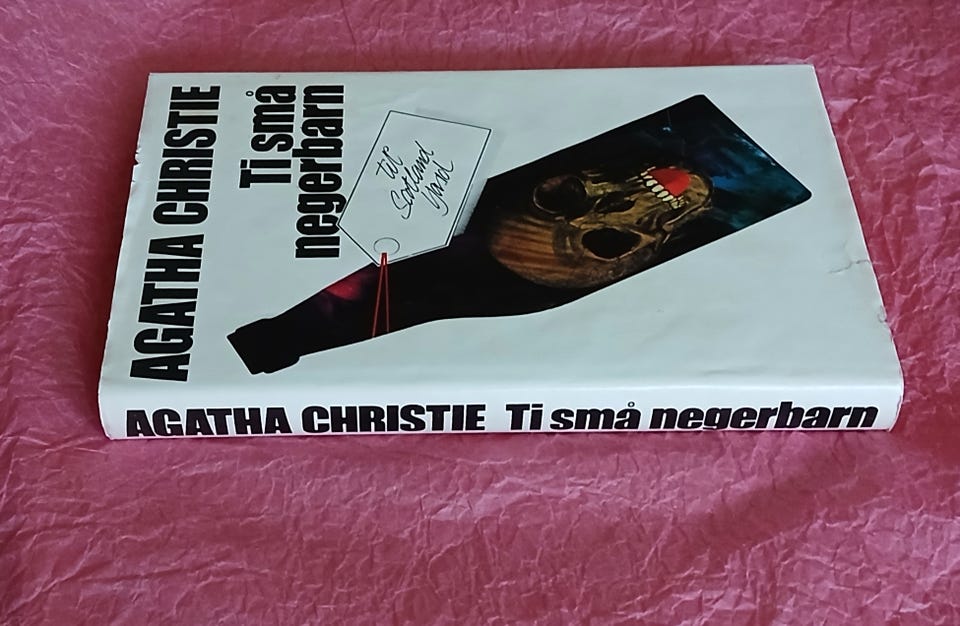 AGATHA CHRISTIE
Ti små
negerbarn
til
Scotland
Yard
AGATHA CHRISTIE Ti små negerbarn